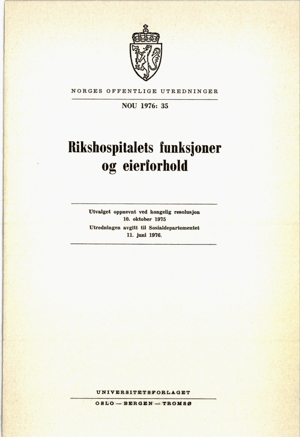 NORGES OFFENTLIGE UTREDNINGER
NOU 1976: 35
Rikshospitalets funksjoner
og eierforhold
Utvalget oppnevnt ved kongelig resolusjon
10. oktober 1975
Utredningen avgitt til Sosialdepartementet
11. juni 1976.
UNIVERSITETSFORLAGET
OSLO — BERGEN — TROMSØ